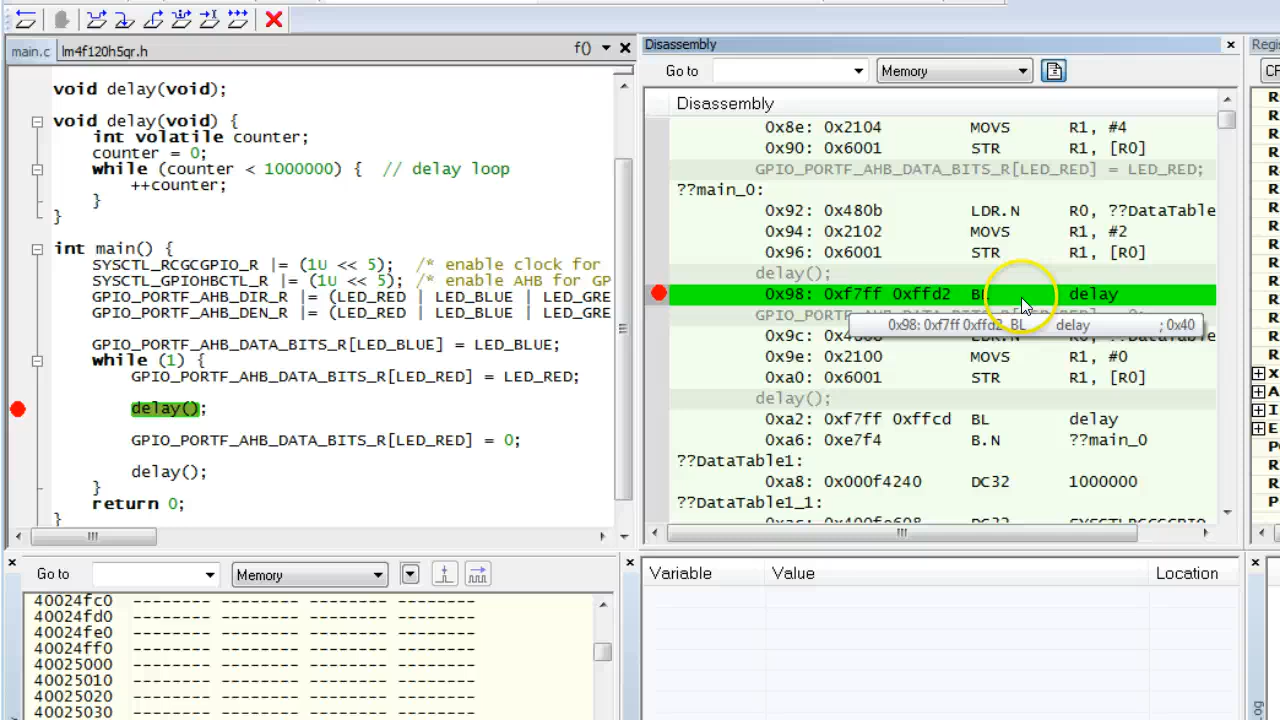 main.c lm4f120h5qr.h f()
void delay(void);
void delay(void) {
int volatile counter;
counter = 0;
while (counter < 1000000) { // delay loop
++counter;
}
}
int main() {
SYSCTL_RCGCGPIO_R |= (1U << 5); /* enable clock for
SYSCTL_GPIOHBCTL_R |= (1U << 5); /* enable AHB for GP
GPIO_PORTF_AHB_DIR_R |= (LED_RED | LED_BLUE | LED_GRE
GPIO_PORTF_AHB_DEN_R |= (LED_RED | LED_BLUE | LED_GRE
GPIO_PORTF_AHB_DATA_BITS_R[LED_BLUE] = LED_BLUE;
while (1) {
GPIO_PORTF_AHB_DATA_BITS_R[LED_RED] = LED_RED;
delay();
GPIO_PORTF_AHB_DATA_BITS_R[LED_RED] = 0;
delay();
}
return 0;
}
Disassembly
Go to Memory
Disassembly
0x8e: 0x2104 MOVS R1, #4
0x90: 0x6001 STR R1, [R0]
GPIO_PORTF_AHB_DATA_BITS_R[LED_RED] = LED_RED;
??main_0:
0x92: 0x480b LDR.N R0, ??DataTable
0x94: 0x2102 MOVS R1, #2
0x96: 0x6001 STR R1, [R0]
delay();
0x98: 0xf7ff 0xffd2 BL delay
0x98: 0xf7ff 0xffd2 BL delay ; 0x40
0x9e: 0x2100 MOVS R1, #0
0xa0: 0x6001 STR R1, [R0]
delay();
0xa2: 0xf7ff 0xffcd BL delay
0xa6: 0xe7f4 B.N ??main_0
??DataTable1:
0xa8: 0x000f4240 DC32 1000000
??DataTable1_1:
Go to Memory
40024fc0 -------- -------- -------- --------
40024fd0 -------- -------- -------- --------
40024fe0 -------- -------- -------- --------
40024ff0 -------- -------- -------- --------
40025000 -------- -------- -------- --------
40025010 -------- -------- -------- --------
40025020 -------- -------- -------- --------
40025030 -------- -------- -------- --------
Variable Value Location